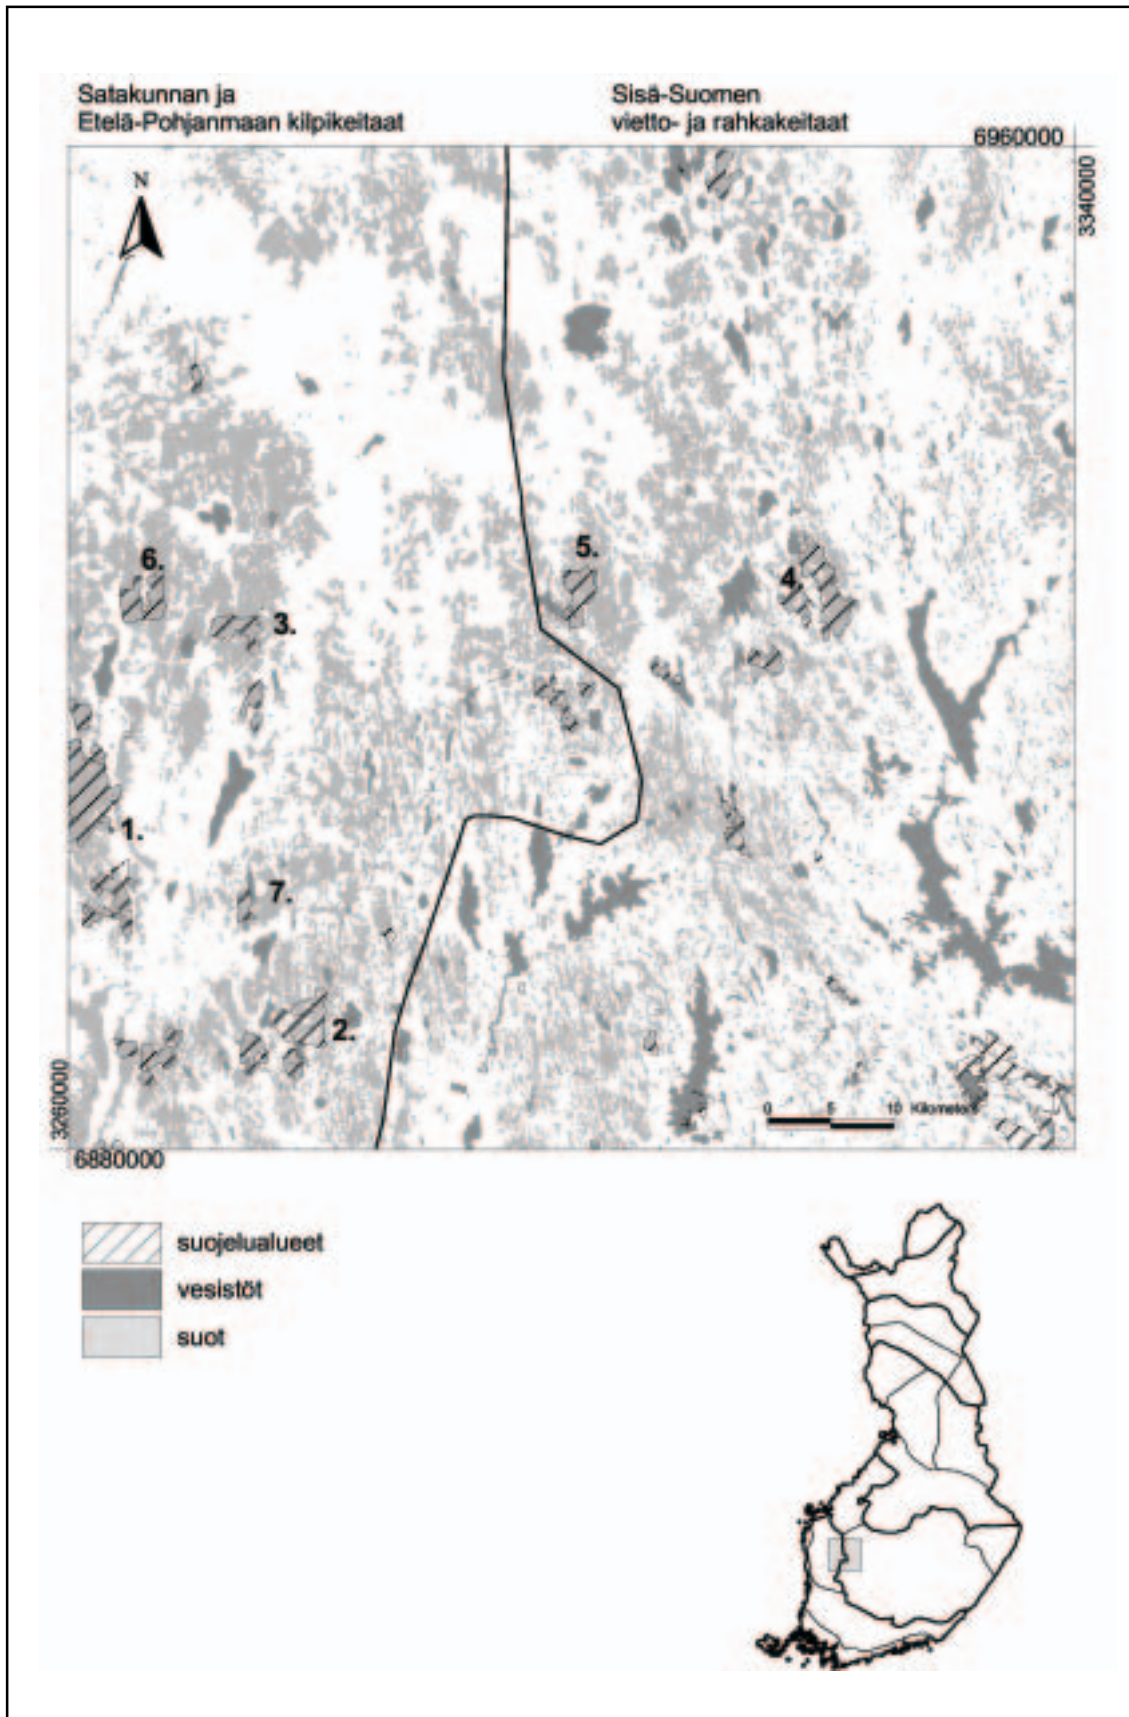 Satakunnan ja
Etelä-Pohjanmaan kilpikeitaat
Sisä-Suomen
vietto- ja rahkakeitaat
6960000
3340000
N
6.
5.
4.
3.
1.
7.
2.
0 5 10 Kilometers
3260000
6880000
suojelualueet
vesistöt
suot